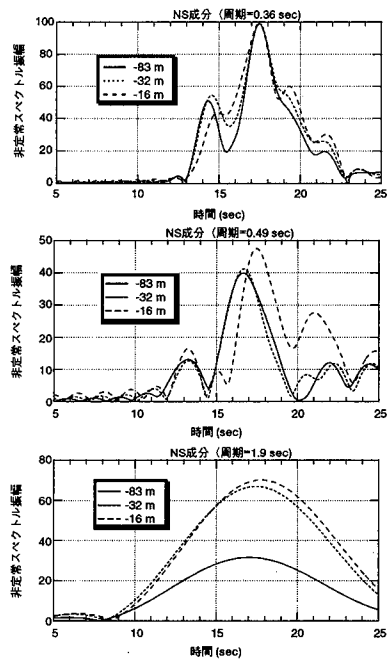 NS成分（周期=0.36 sec）
非定常スペクトル振幅
100
80
60
40
20
0
-83 m
-32 m
-16 m
5
10
15
20
25
時間 (sec)
NS成分（周期=0.49 sec）
非定常スペクトル振幅
50
40
30
20
10
0
-83 m
-32 m
-16 m
5
10
15
20
25
時間 (sec)
NS成分（周期=1.9 sec）
非定常スペクトル振幅
80
60
40
20
0
-83 m
-32 m
-16 m
5
10
15
20
25
時間 (sec)